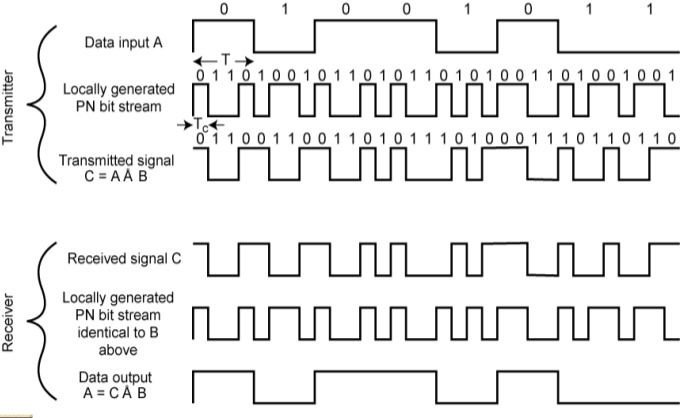 0 1 0 0 1 0 1 1
Data input A
T
0 1 1 0 1 0 0 1 0 1 1 0 1 0 1 1 0 1 0 1 0 0 1 1 0 1 0 0 1 0 0 1
Locally generated
PN bit stream
Tc
0 1 1 0 0 1 1 0 0 1 1 0 1 0 1 1 1 0 1 0 0 0 1 1 1 0 1 1 0 1 1 0
Transmitted signal
C = A Å B
Transmitter
Received signal C
Locally generated
PN bit stream
identical to B
above
Data output
A = C Å B
Receiver